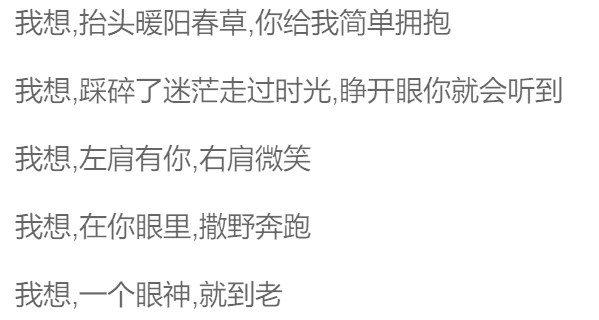 我想,抬头暖阳春草,你给我简单拥抱
我想,踩碎了迷茫走过时光,睁开眼你就会听到
我想,左肩有你,右肩微笑
我想,在你眼里,撒野奔跑
我想,一个眼神,就到老